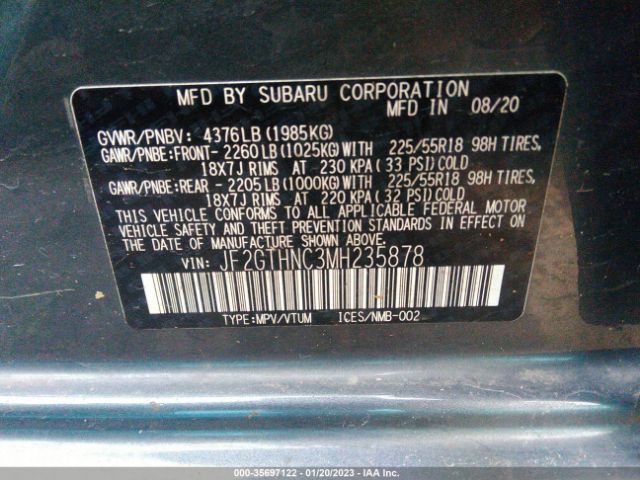 MFD BY SUBARU CORPORATION
MFD IN 08/20
GVWR/PNBV: 4376LB(1985KG)
GAWR/PNBE:FRONT- 2260LB(1025KG)WITH 225/55R18 98H TIRES,
18X7J RIMS AT 230 KPA(33 PSI)COLD
GAWR/PNBE:REAR - 2205LB(1000KG)WITH 225/55R18 98H TIRES,
18X7J RIMS AT 220 KPA(32 PSI)COLD
THIS VEHICLE CONFORMS TO ALL APPLICABLE FEDERAL MOTOR
VEHICLE SAFETY AND THEFT PREVENTION STANDARDS IN EFFECT ON
THE DATE OF MANUFACTURE SHOWN ABOVE.
VIN: JF2GTHNC3MH235878
TYPE:MPV/VTUM ICES/NMB-002
000-35697122 - 01/20/2023 - IAA Inc.